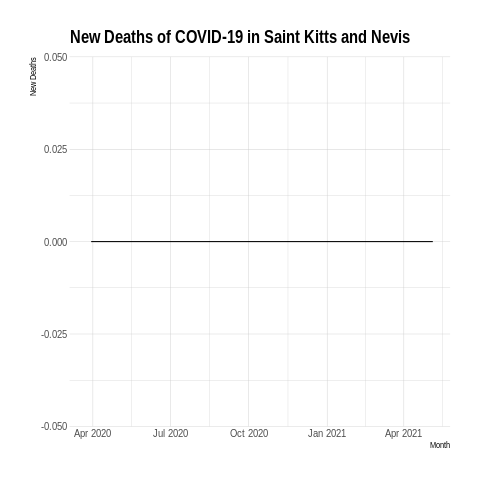 New Deaths of COVID-19 in Saint Kitts and Nevis
New Deaths
0.050
0.025
0.000
-0.025
-0.050
Apr 2020 Jul 2020 Oct 2020 Jan 2021 Apr 2021
Month